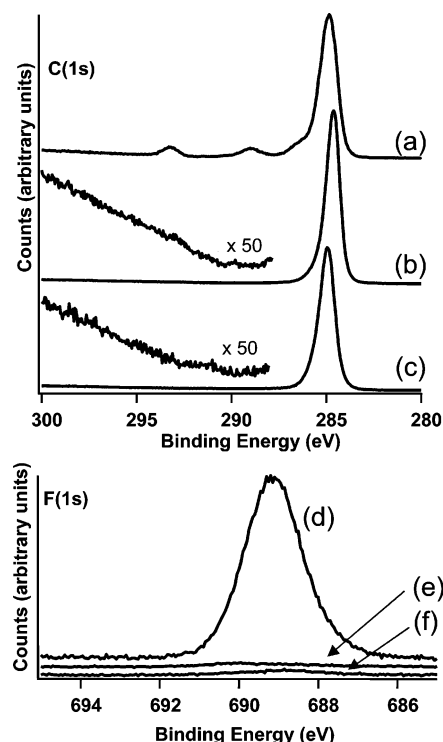 C(1s)
Counts (arbitrary units)
(a)
x 50
(b)
x 50
(c)
300 295 290 285 280
Binding Energy (eV)
F(1s)
Counts (arbitrary units)
(d)
(e)
(f)
694 692 690 688 686
Binding Energy (eV)